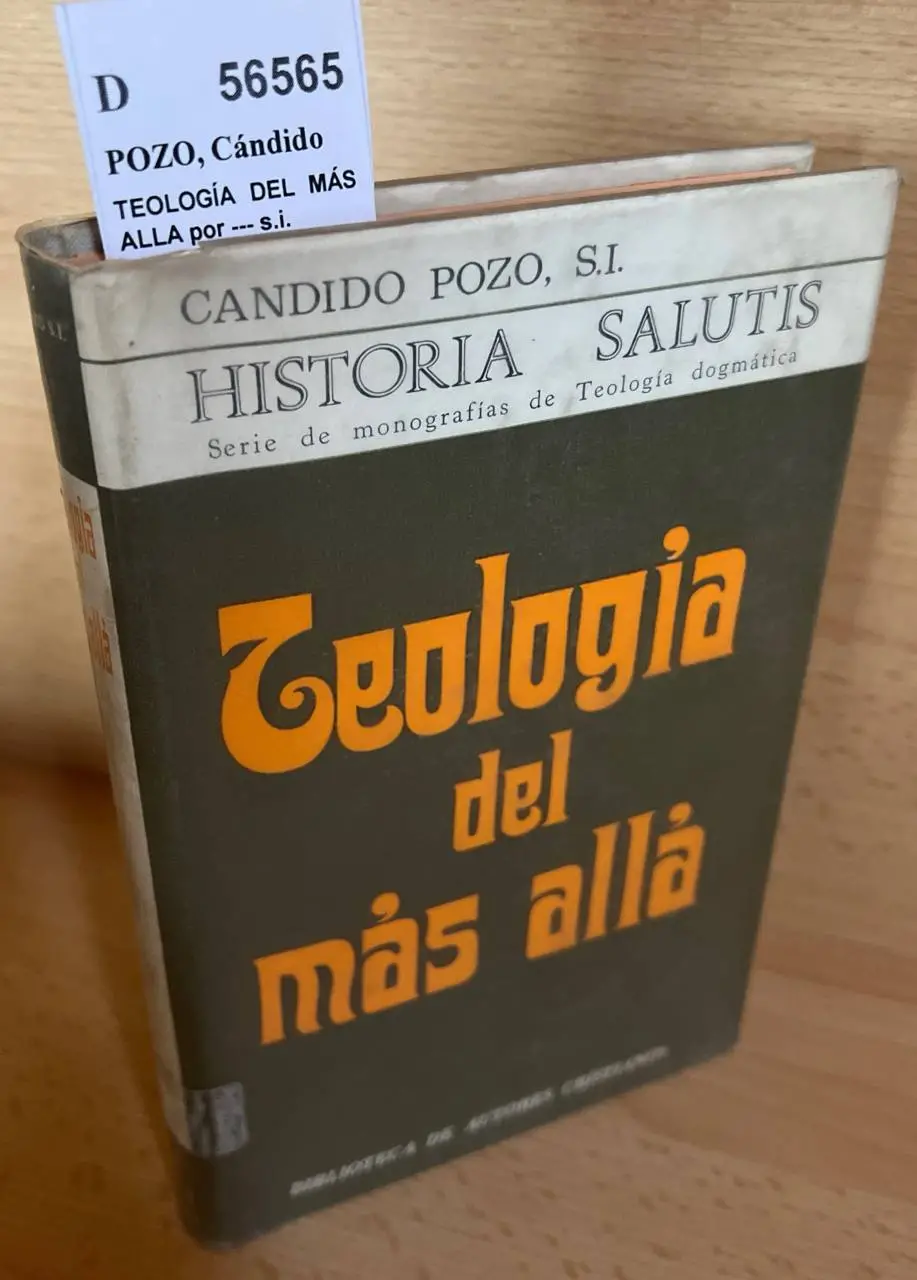 D 56565
POZO, Cándido
TEOLOGÍA DEL MÁS
ALLA por --- s.i.
CANDIDO POZO, S.I.
HISTORIA SALUTIS
Serie de monografías de Teología dogmática
Teología
del
más allá
BIBLIOTECA DE AUTORES CRISTIANOS